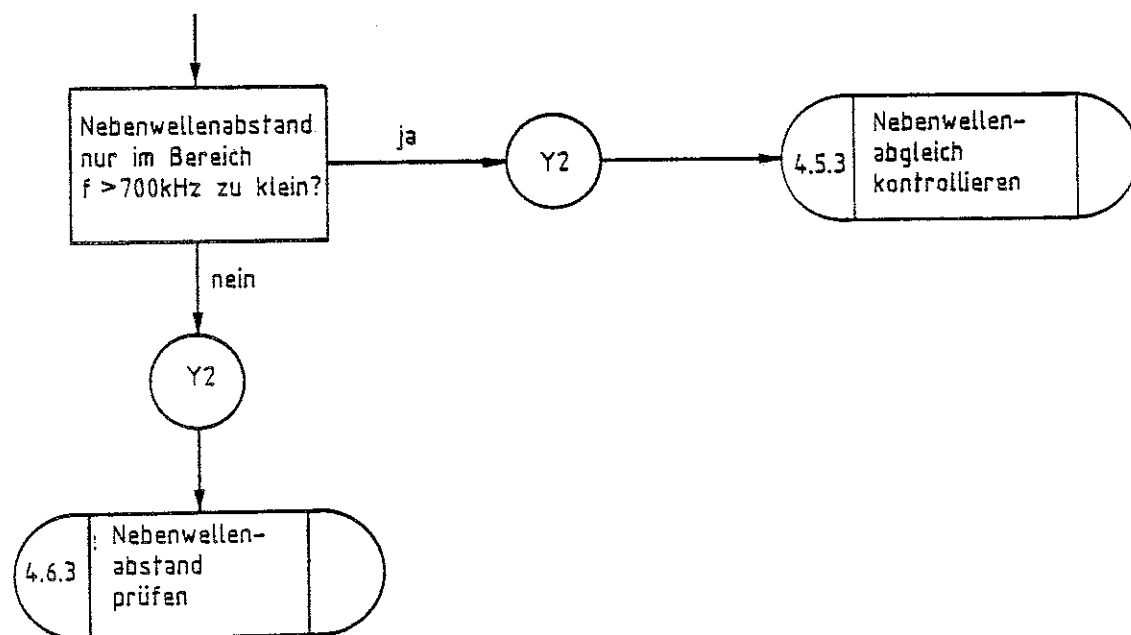 Nebenwellenabstand
nur im Bereich
f >700kHz zu klein?
ja
Y2
4.5.3
Nebenwellen-
abgleich
kontrollieren
nein
Y2
4.6.3
Nebenwellen-
abstand
prüfen